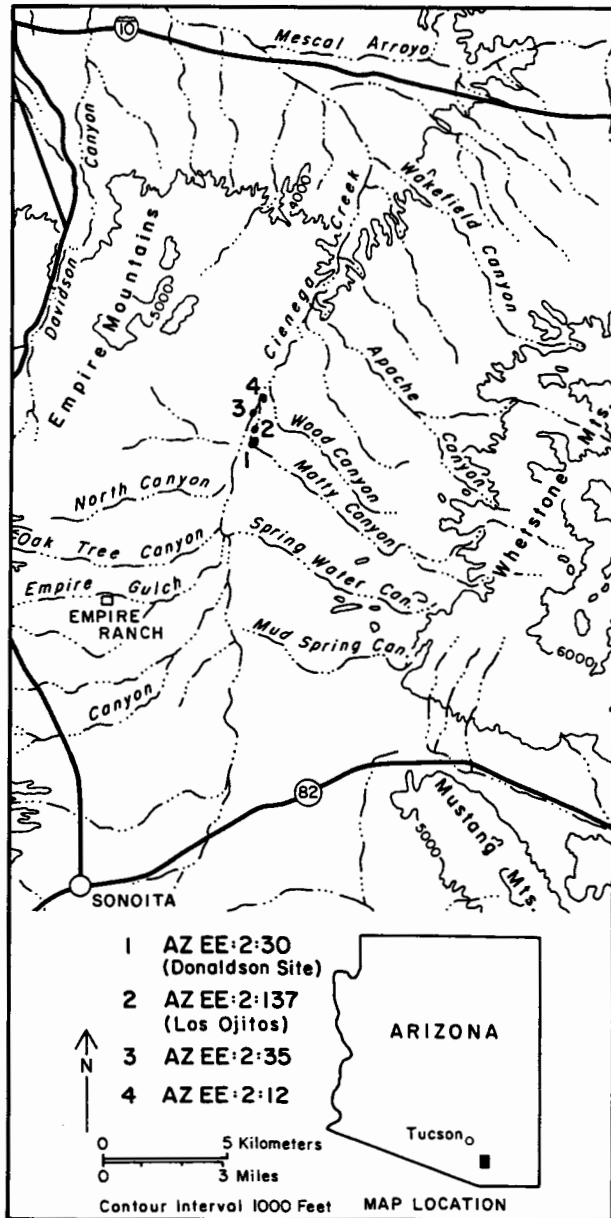 10
Mescal Arroyo
Canyon
Davidson
Empire Mountains
4000
5000
Creek
Cienega
Wakefield Canyon
Apache Canyon
Whetstone Mts.
4
3
2
1
Wood Canyon
Matty Canyon
North Canyon
Oak Tree Canyon
Spring Water Can.
Empire Gulch
EMPIRE
RANCH
Mud Spring Can.
6000
Canyon
82
5000
Mustang Mts.
SONOITA
1 AZ EE:2:30
(Donaldson Site)
2 AZ EE:2:137
(Los Ojitos)
3 AZ EE:2:35
4 AZ EE:2:12
N
0 5 Kilometers
0 3 Miles
Contour Interval 1000 Feet
ARIZONA
Tucson
MAP LOCATION